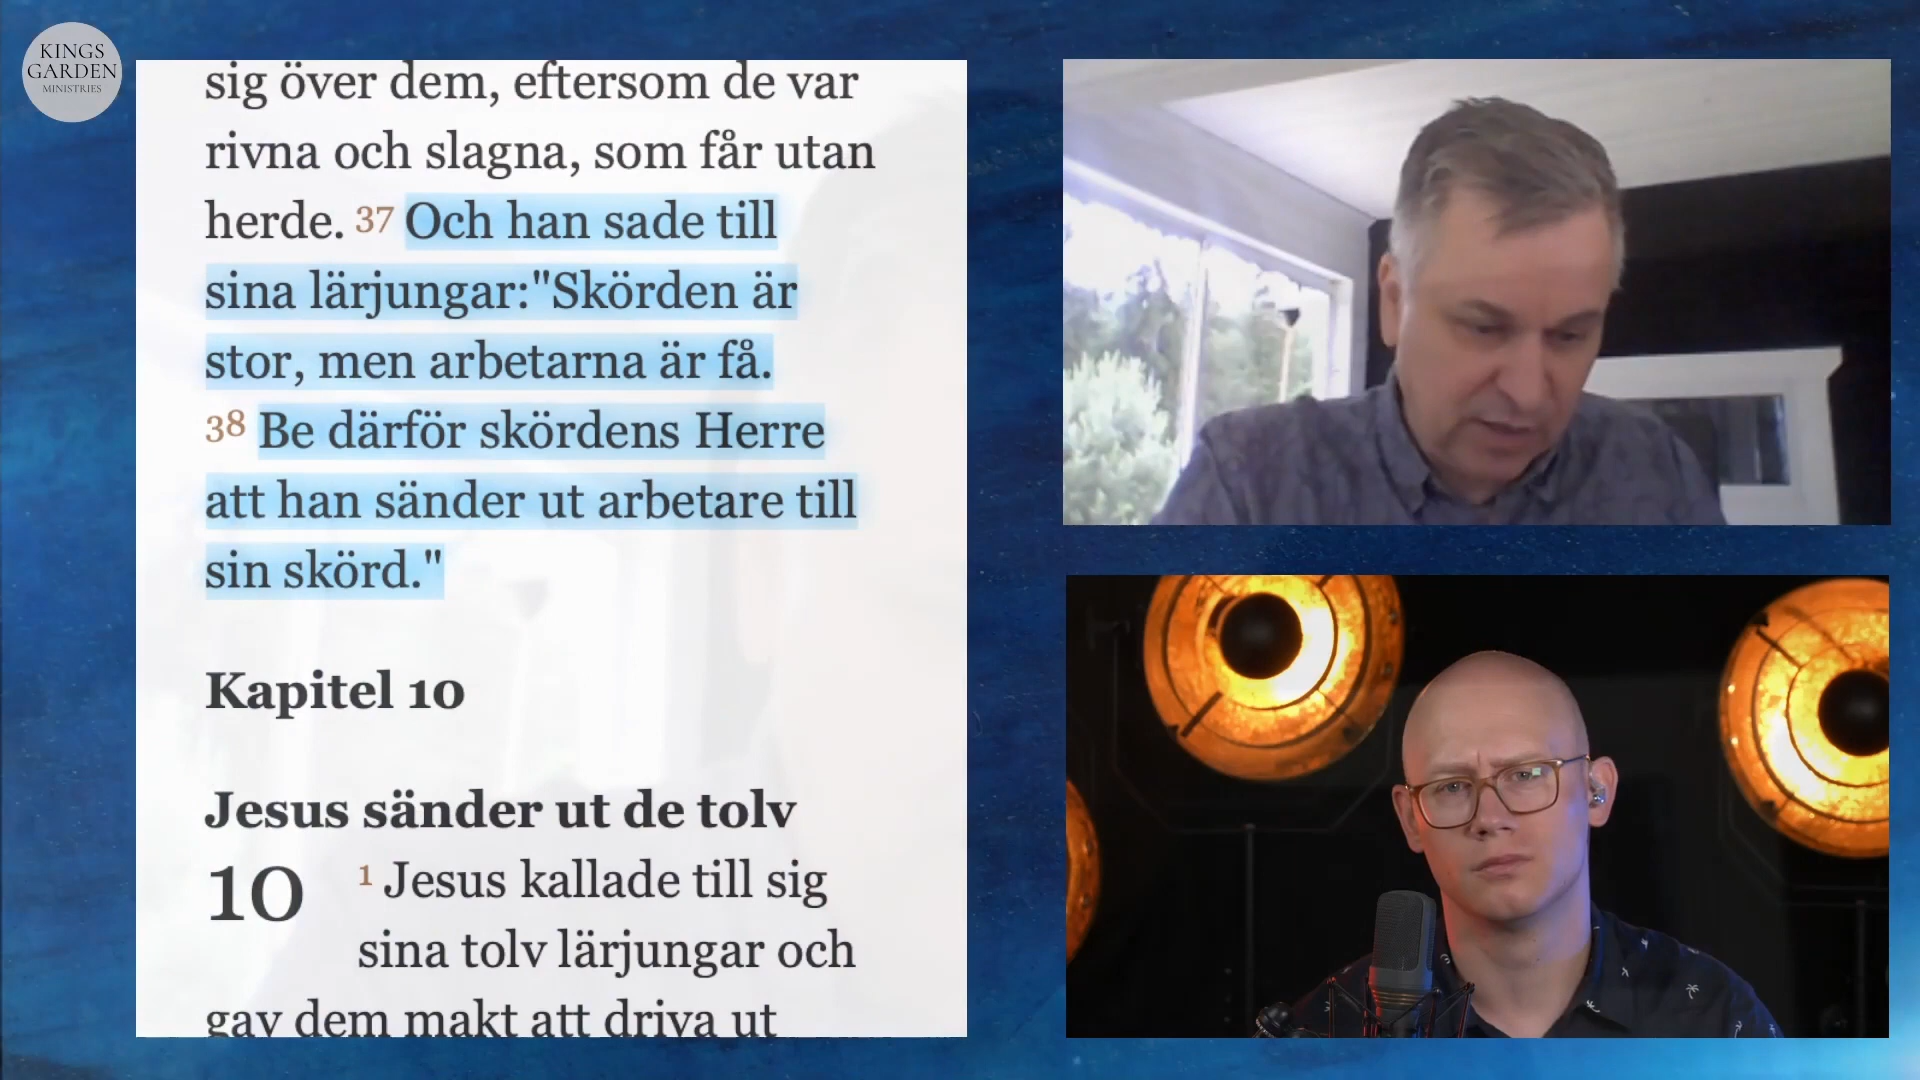 KINGS
GARDEN
MINISTRIES
sig över dem, eftersom de var
rivna och slagna, som får utan
herde. 37 Och han sade till
sina lärjungar:"Skörden är
stor, men arbetarna är få.
38 Be därför skördens Herre
att han sänder ut arbetare till
sin skörd."
Kapitel 10
Jesus sänder ut de tolv
10 1 Jesus kallade till sig
sina tolv lärjungar och
gav dem makt att driva ut